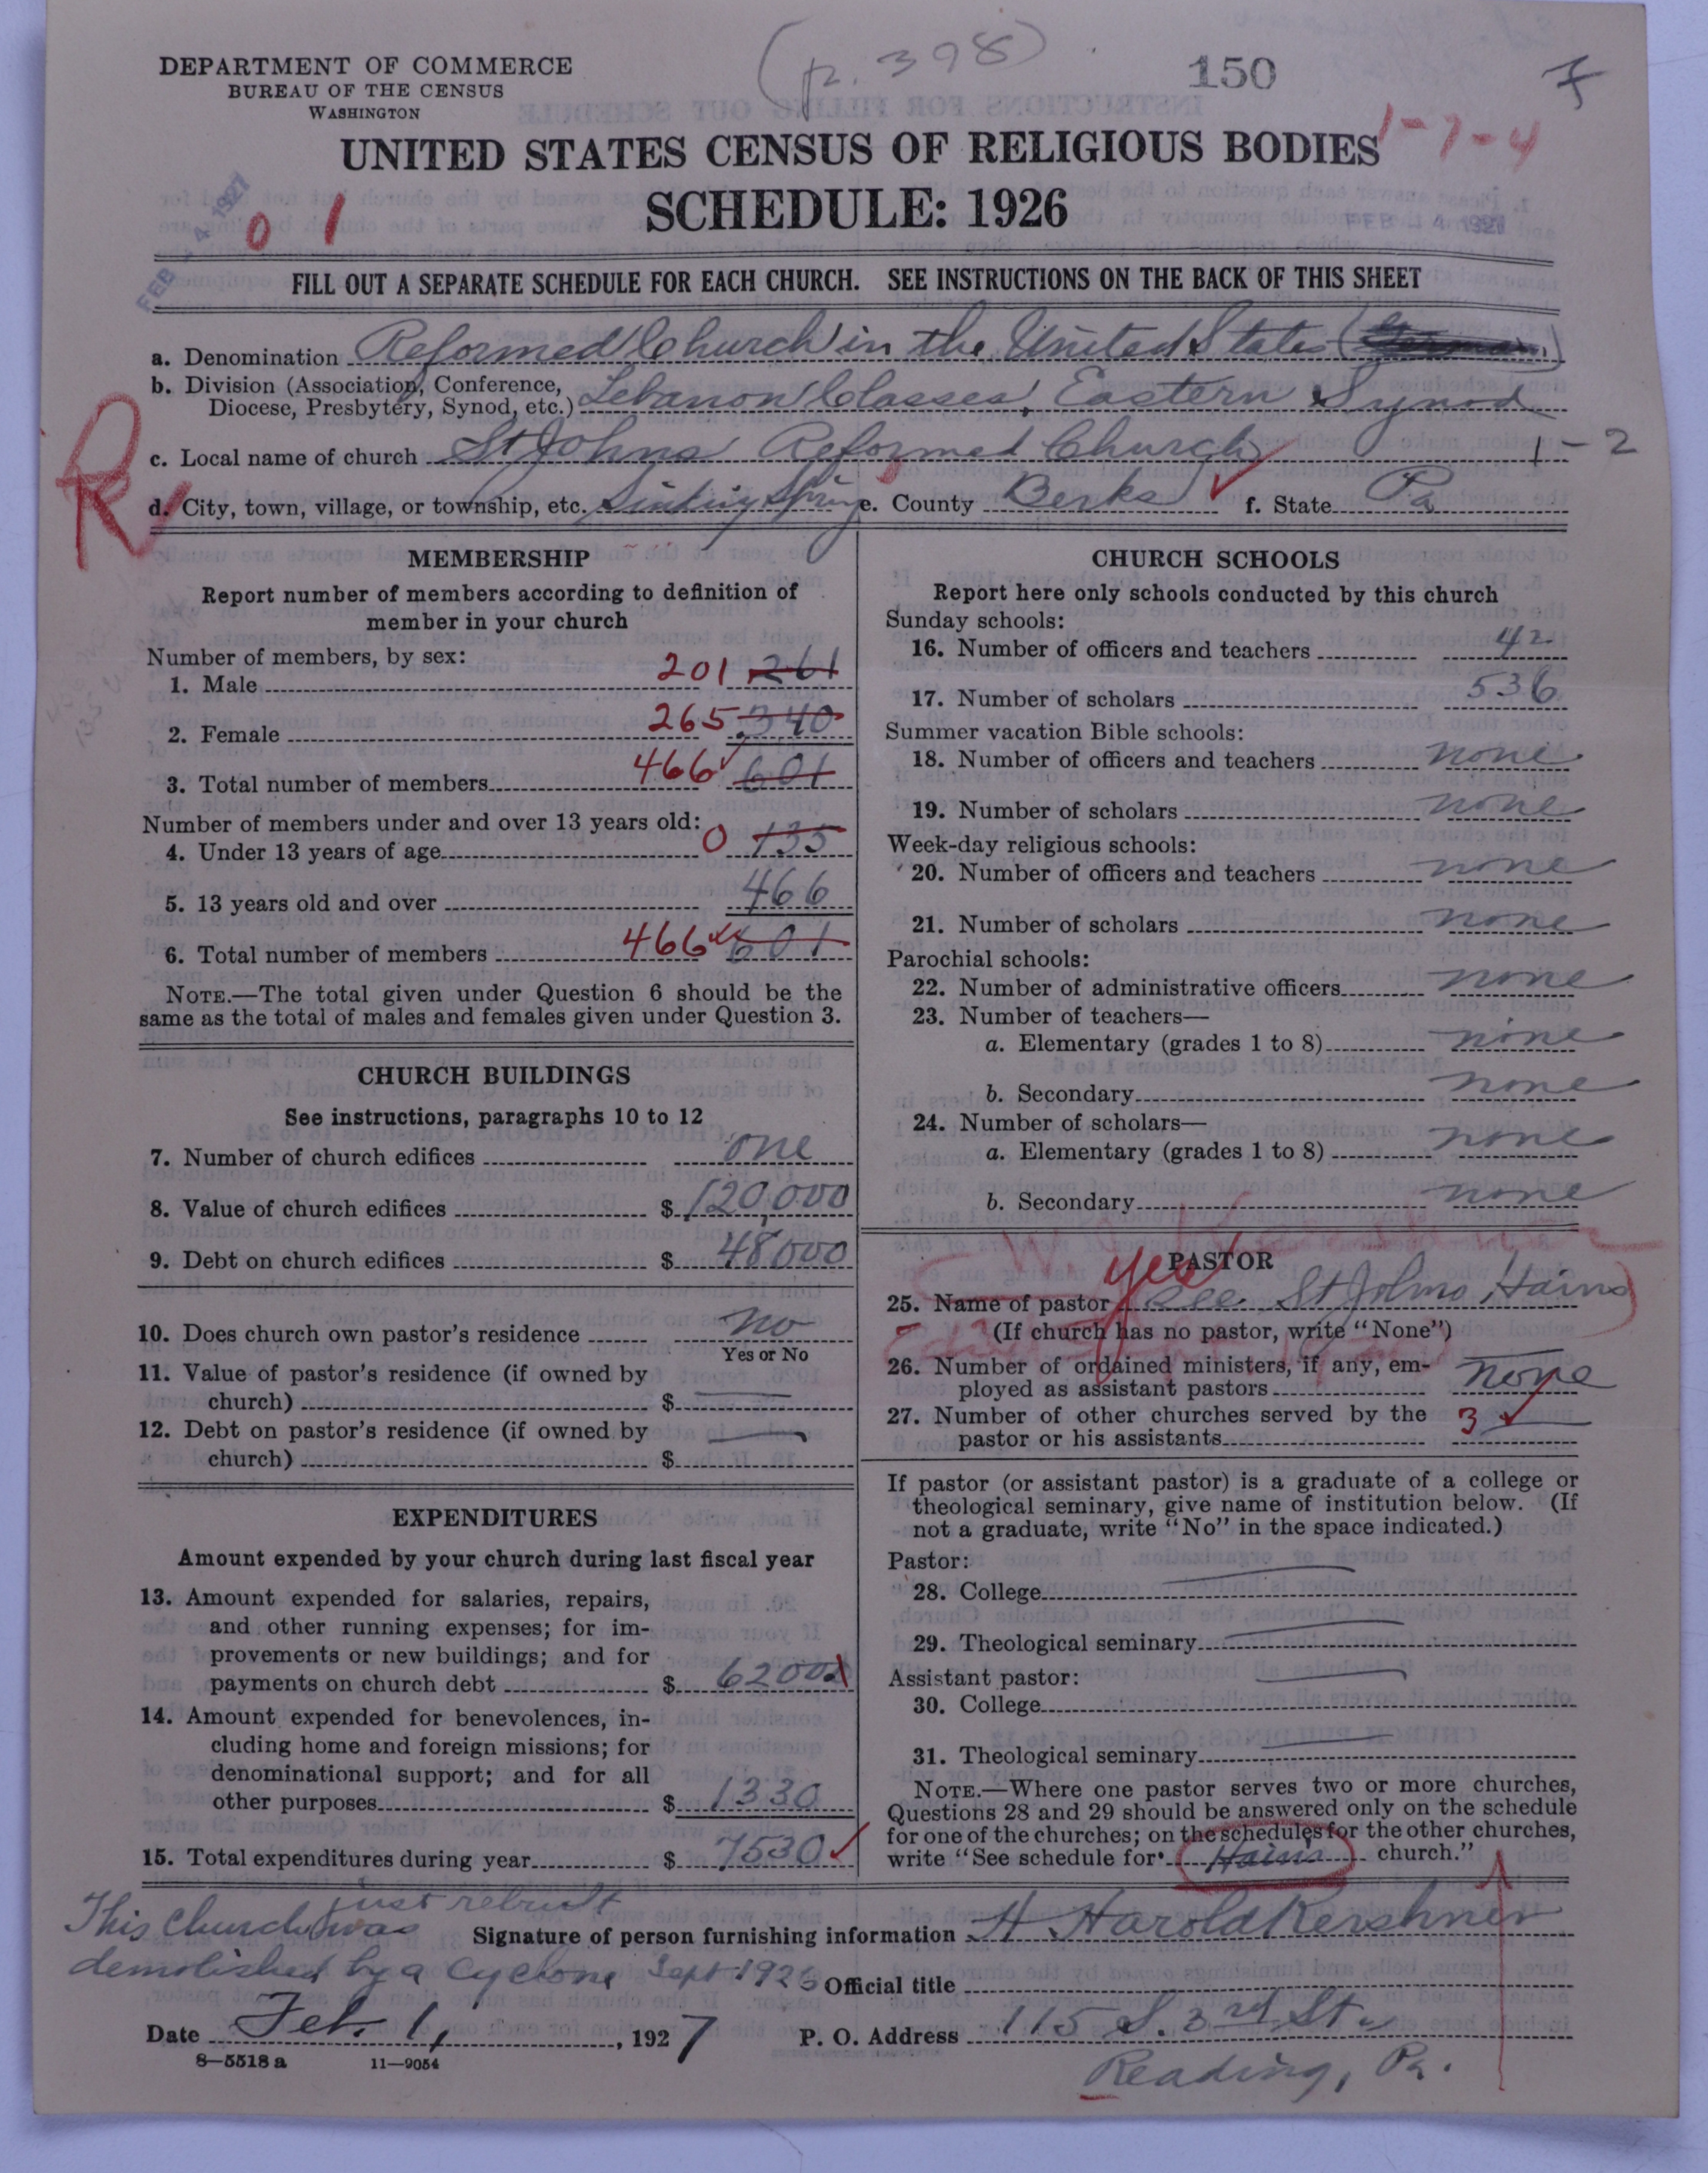 (p. 398)
150
7
DEPARTMENT OF COMMERCE
BUREAU OF THE CENSUS
WASHINGTON
1-7-4
UNITED STATES CENSUS OF RELIGIOUS BODIES
SCHEDULE: 1926
FEB 4 1927
0 1
FEB 4 1927
FILL OUT A SEPARATE SCHEDULE FOR EACH CHURCH. SEE INSTRUCTIONS ON THE BACK OF THIS SHEET
a. Denomination Reformed Church in the United States (German)
b. Division (Association, Conference, Diocese, Presbytery, Synod, etc.) Lebanon Classes, Eastern Synod
R
c. Local name of church St Johns Reformed Church 1-2
d. City, town, village, or township, etc. Sinking Spring e. County Berks f. State Pa
MEMBERSHIP
Report number of members according to definition of
member in your church
Number of members, by sex:
1. Male 201 261
2. Female 265 340
3. Total number of members 466 601
Number of members under and over 13 years old:
4. Under 13 years of age 0 135
5. 13 years old and over 466
6. Total number of members 466 601
NOTE.—The total given under Question 6 should be the
same as the total of males and females given under Question 3.
CHURCH BUILDINGS
See instructions, paragraphs 10 to 12
7. Number of church edifices one
8. Value of church edifices $ 120,000
9. Debt on church edifices $ 48000
10. Does church own pastor's residence no
Yes or No
11. Value of pastor's residence (if owned by
church) $
12. Debt on pastor's residence (if owned by
church) $
EXPENDITURES
Amount expended by your church during last fiscal year
13. Amount expended for salaries, repairs,
and other running expenses; for im-
provements or new buildings; and for
payments on church debt $ 6200
14. Amount expended for benevolences, in-
cluding home and foreign missions; for
denominational support; and for all
other purposes $ 1330
15. Total expenditures during year $ 7530
CHURCH SCHOOLS
Report here only schools conducted by this church
Sunday schools:
16. Number of officers and teachers 42
17. Number of scholars 536
Summer vacation Bible schools:
18. Number of officers and teachers none
19. Number of scholars none
Week-day religious schools:
20. Number of officers and teachers none
21. Number of scholars none
Parochial schools:
22. Number of administrative officers none
23. Number of teachers—
a. Elementary (grades 1 to 8) none
b. Secondary none
24. Number of scholars—
a. Elementary (grades 1 to 8) none
b. Secondary none
PASTOR
yes
25. Name of pastor See St Johns (Hains)
(If church has no pastor, write "None")
26. Number of ordained ministers, if any, em-
ployed as assistant pastors none
27. Number of other churches served by the 3
pastor or his assistants
If pastor (or assistant pastor) is a graduate of a college or
theological seminary, give name of institution below. (If
not a graduate, write "No" in the space indicated.)
Pastor:
28. College
29. Theological seminary
Assistant pastor:
30. College
31. Theological seminary
NOTE.—Where one pastor serves two or more churches,
Questions 28 and 29 should be answered only on the schedule
for one of the churches; on the schedules for the other churches,
write "See schedule for Hains church."
just rebuilt
This church was
demolished by a cyclone Sept 1926
Signature of person furnishing information H Harold Kershner
Official title
Date Feb. 1, 1927 P. O. Address 115 S. 3rd St.
Reading, Pa.
8—5518 a 11—9054